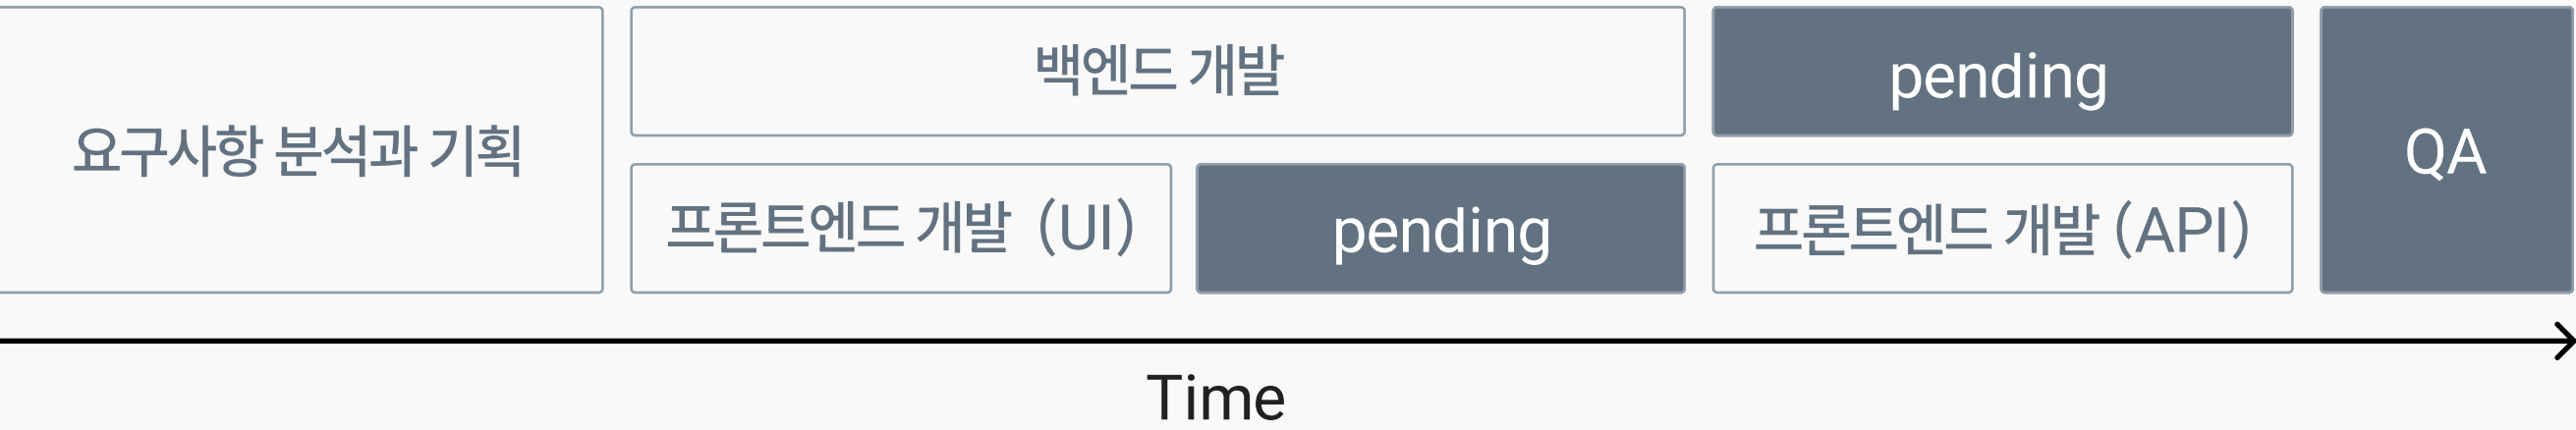 요구사항 분석과 기획
백엔드 개발
pending
프론트엔드 개발 (UI)
pending
프론트엔드 개발 (API)
QA
Time